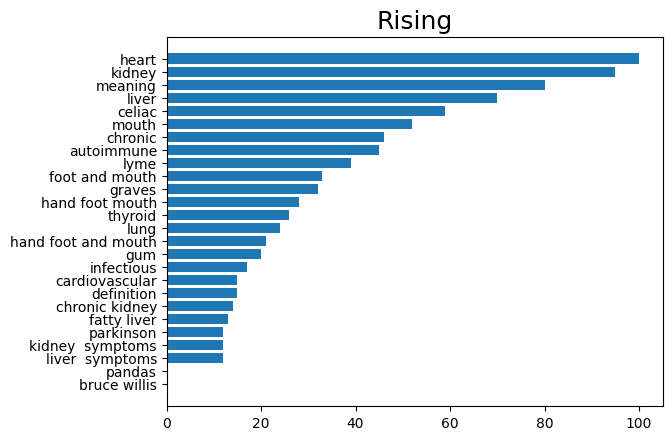 Rising
heart
kidney
meaning
liver
celiac
mouth
chronic
autoimmune
lyme
foot and mouth
graves
hand foot mouth
thyroid
lung
hand foot and mouth
gum
infectious
cardiovascular
definition
chronic kidney
fatty liver
parkinson
kidney  symptoms
liver  symptoms
pandas
bruce willis
0 20 40 60 80 100